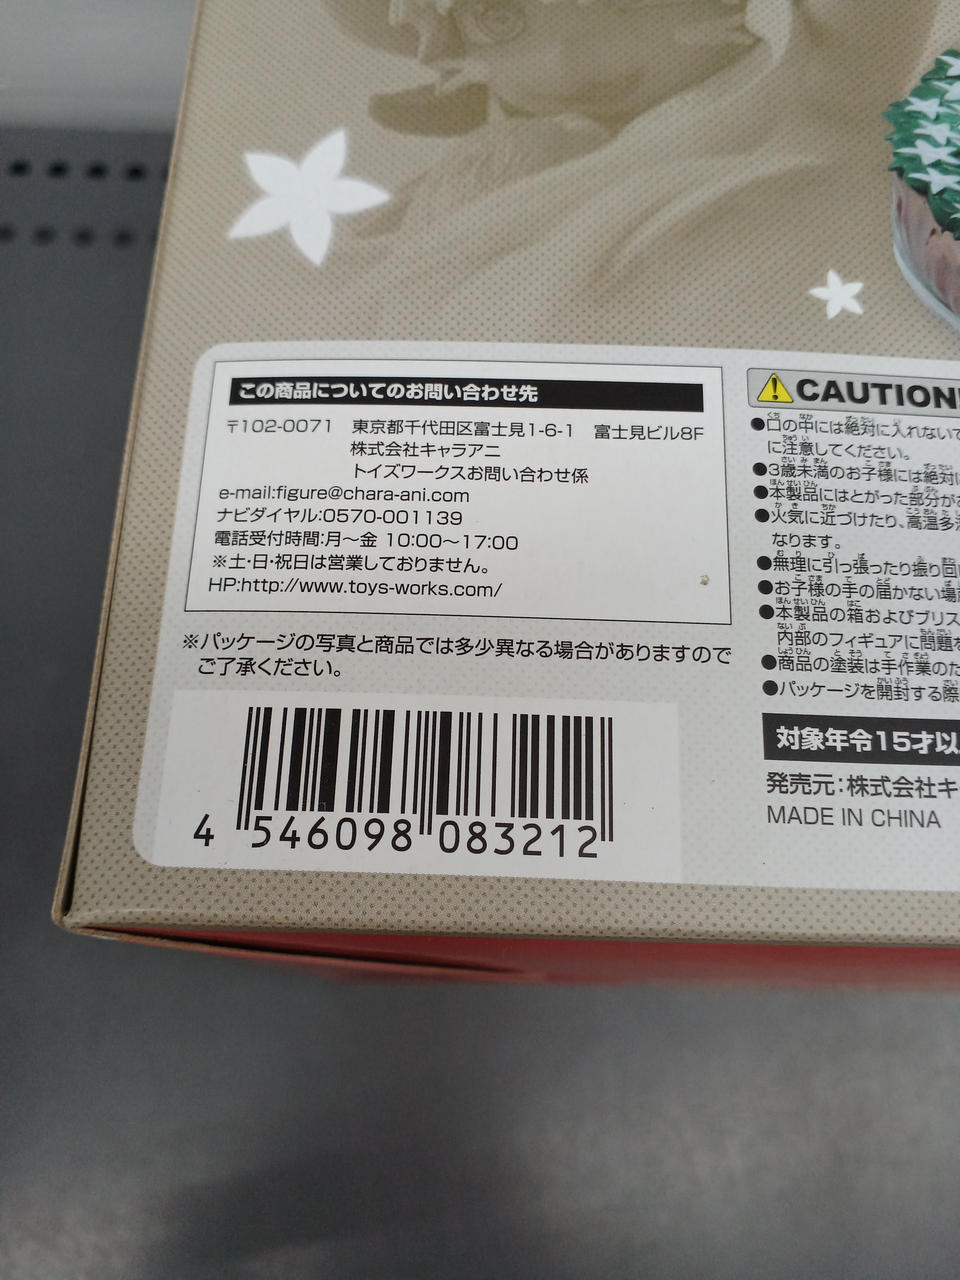 この商品についてのお問い合わせ先
〒102-0071 東京都千代田区富士見1-6-1 富士見ビル8F
株式会社キャラアニ
トイズワークスお問い合わせ係
e-mail:figure@chara-ani.com
ナビダイヤル:0570-001139
電話受付時間:月～金 10:00～17:00
※土・日・祝日は営業しておりません。
HP:http://www.toys-works.com/
※パッケージの写真と商品では多少異なる場合がありますので
ご了承ください。
4 546098 083212
CAUTION!
●口の中には絶対に入れないで
に注意してください。
●3歳未満のお子様には絶対に
●本製品にはとがった部分が
●火気に近づけたり、高温多湿
なります。
●無理に引っ張ったり振り回
●お子様の手の届かない場所
●本製品の箱およびブリス
内部のフィギュアに問題
●商品の塗装は手作業のた
●パッケージを開封する際
対象年令15才以
発売元:株式会社キ
MADE IN CHINA